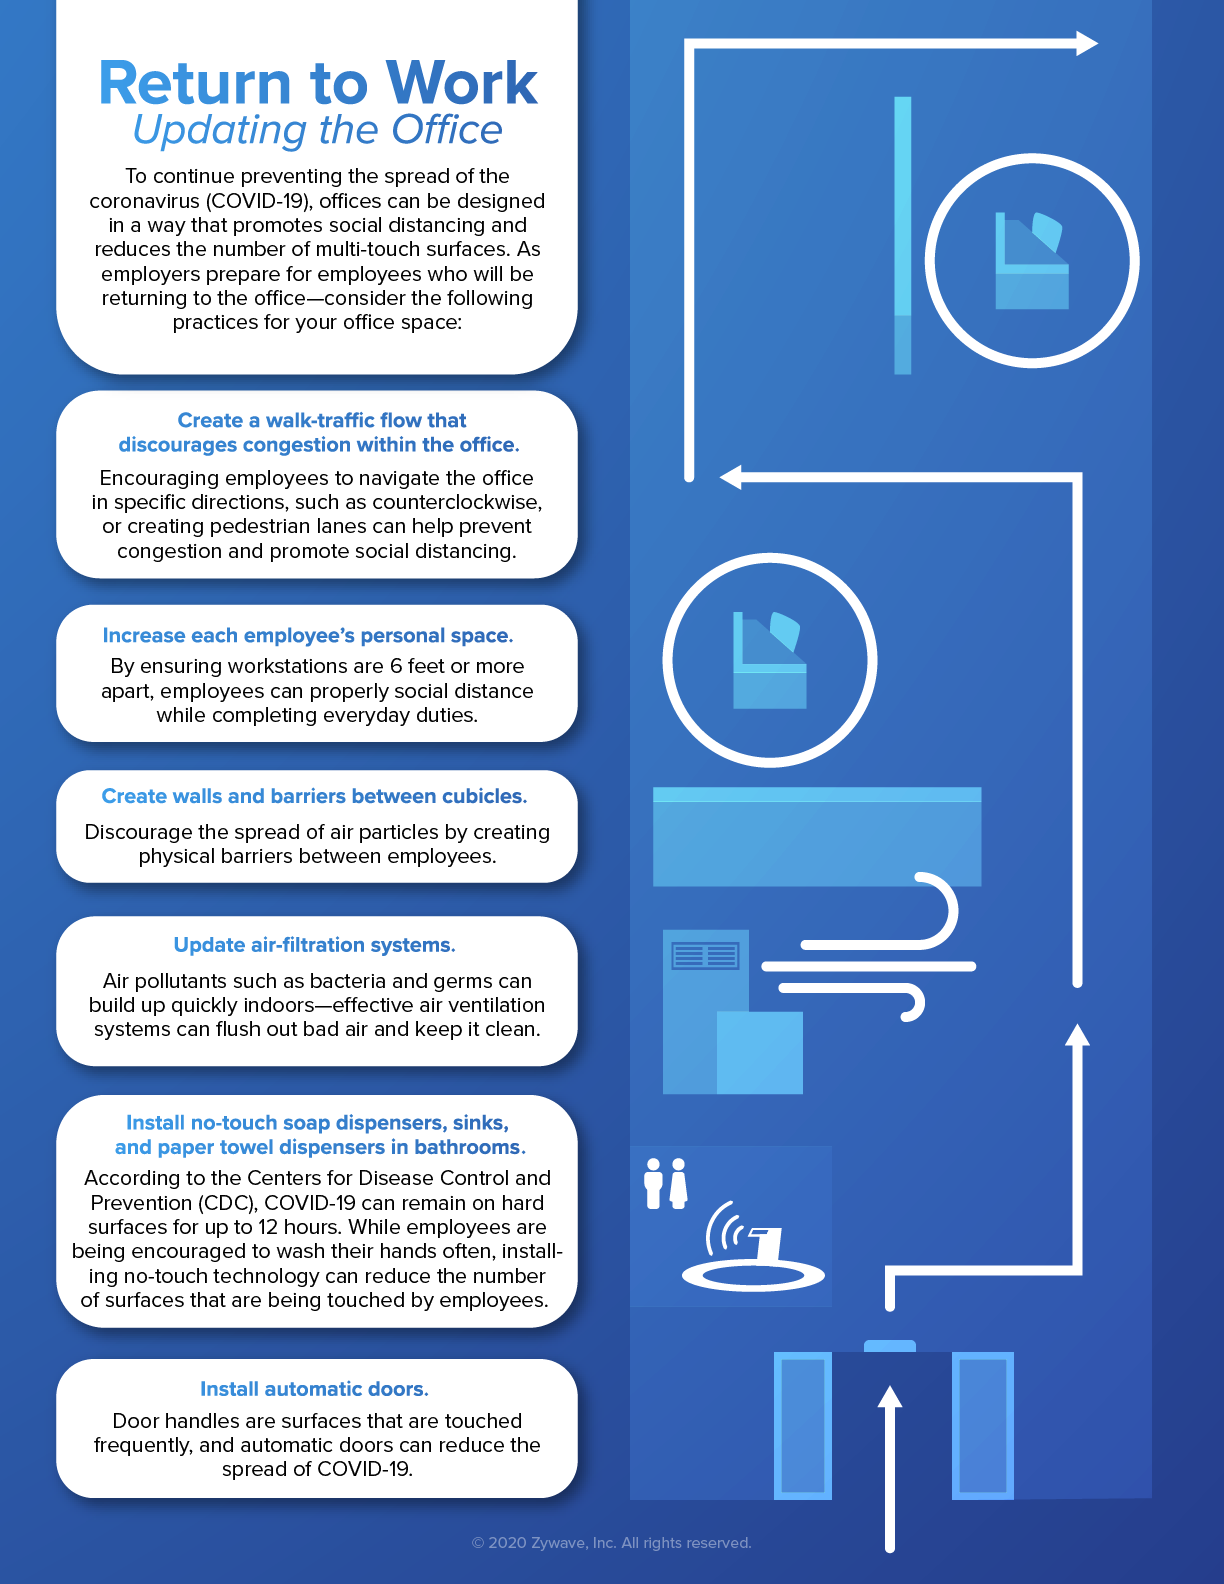 Return to Work
Updating the Office
To continue preventing the spread of the
coronavirus (COVID-19), offices can be designed
in a way that promotes social distancing and
reduces the number of multi-touch surfaces. As
employers prepare for employees who will be
returning to the office—consider the following
practices for your office space:
Create a walk-traffic flow that
discourages congestion within the office.
Encouraging employees to navigate the office
in specific directions, such as counterclockwise,
or creating pedestrian lanes can help prevent
congestion and promote social distancing.
Increase each employee's personal space.
By ensuring workstations are 6 feet or more
apart, employees can properly social distance
while completing everyday duties.
Create walls and barriers between cubicles.
Discourage the spread of air particles by creating
physical barriers between employees.
Update air-filtration systems.
Air pollutants such as bacteria and germs can
build up quickly indoors—effective air ventilation
systems can flush out bad air and keep it clean.
Install no-touch soap dispensers, sinks,
and paper towel dispensers in bathrooms.
According to the Centers for Disease Control and
Prevention (CDC), COVID-19 can remain on hard
surfaces for up to 12 hours. While employees are
being encouraged to wash their hands often, install-
ing no-touch technology can reduce the number
of surfaces that are being touched by employees.
Install automatic doors.
Door handles are surfaces that are touched
frequently, and automatic doors can reduce the
spread of COVID-19.
© 2020 Zywave, Inc. All rights reserved.